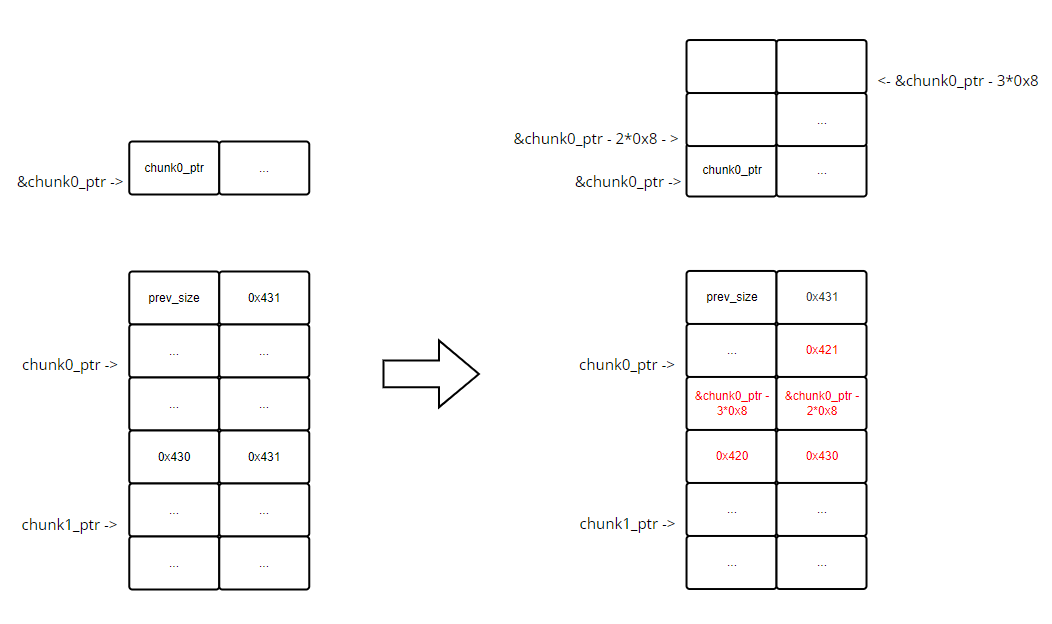 &chunk0_ptr ->
chunk0_ptr
...
prev_size
0x431
chunk0_ptr ->
...
...
...
...
0x430
0x431
chunk1_ptr ->
...
...
...
...
<- &chunk0_ptr - 3*0x8
&chunk0_ptr - 2*0x8 - >
...
&chunk0_ptr ->
chunk0_ptr
...
prev_size
0x431
chunk0_ptr ->
...
0x421
&chunk0_ptr -
3*0x8
&chunk0_ptr -
2*0x8
0x420
0x430
chunk1_ptr ->
...
...
...
...